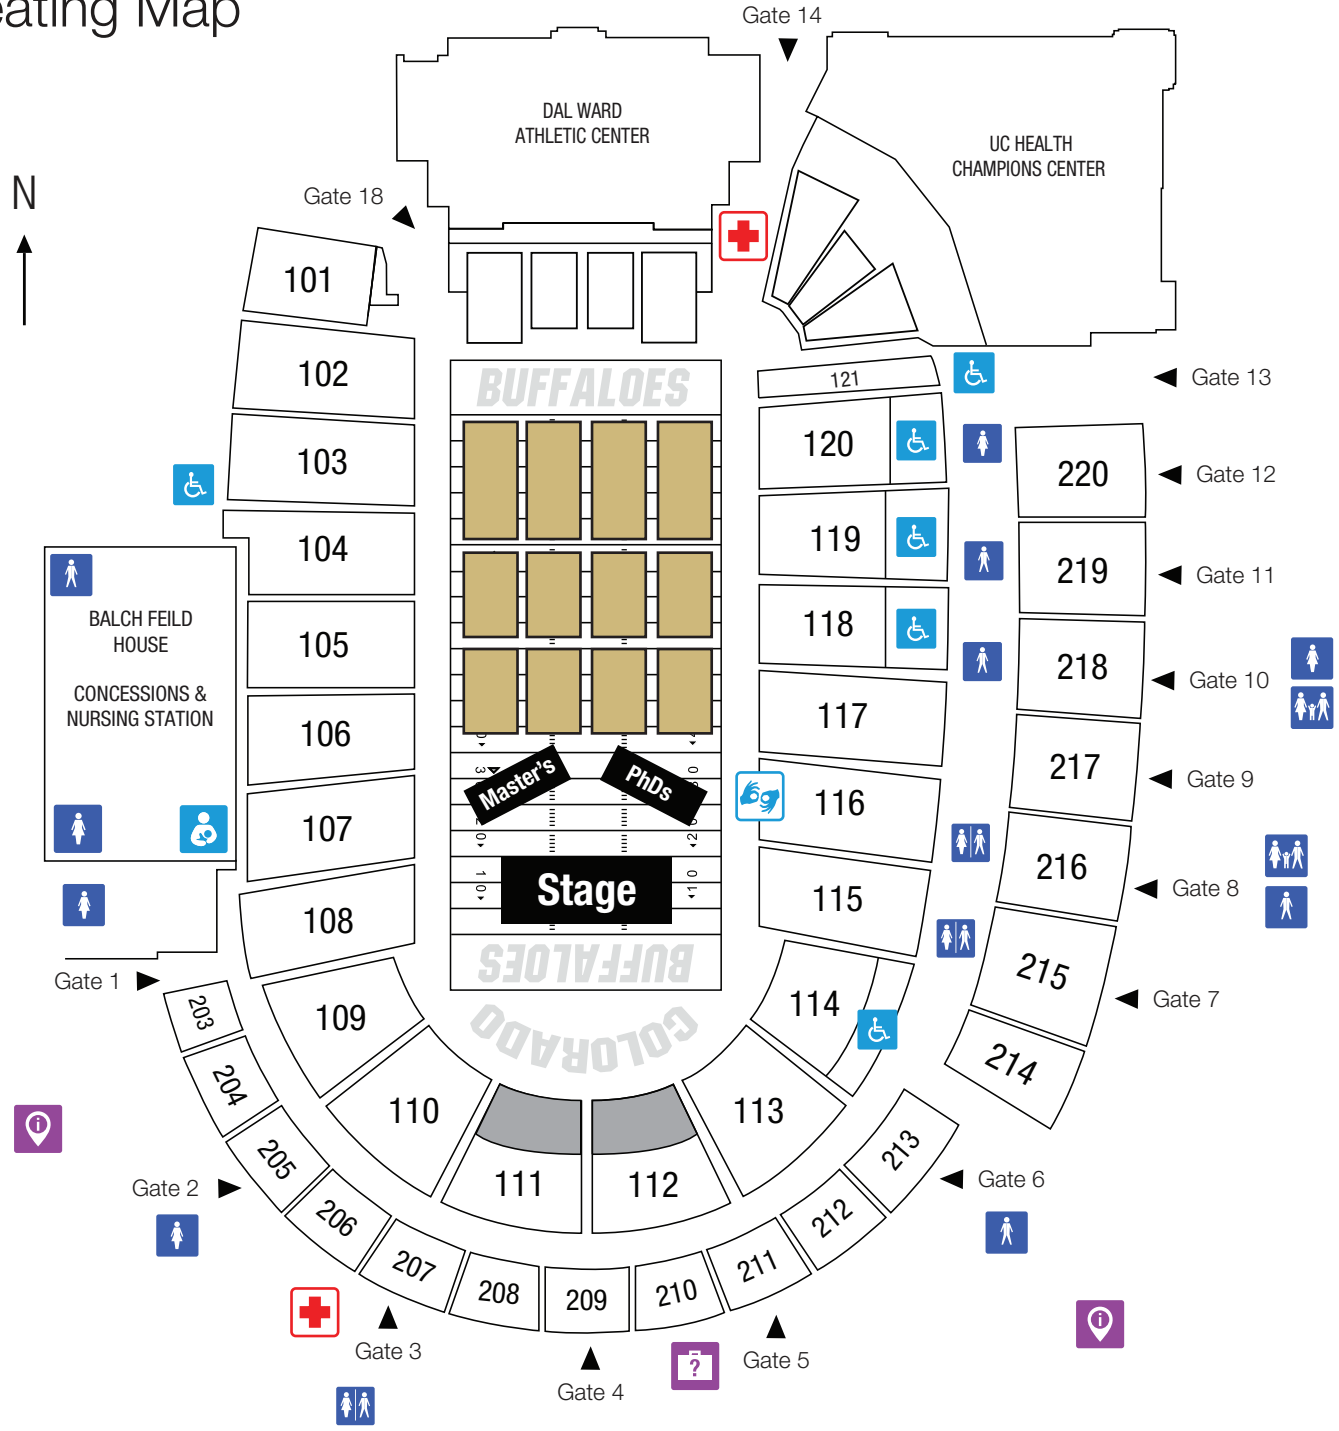 Gate 14
DAL WARD
ATHLETIC CENTER
UC HEALTH
CHAMPIONS CENTER
N
Gate 18
101
102
BUFFALOES
121
Gate 13
103
120
220
Gate 12
104
119
219
Gate 11
BALCH FEILD
HOUSE
CONCESSIONS &
NURSING STATION
105
118
218
Gate 10
106
117
217
Gate 9
Master's
PhDs
107
116
216
Gate 8
Stage
108
115
215
Gate 7
BUFFALOES
COLORADO
Gate 1
203
109
114
214
204
110
113
213
Gate 6
205
111
112
Gate 2
206
212
207
211
208
209
210
Gate 3
Gate 4
Gate 5
i
i
?